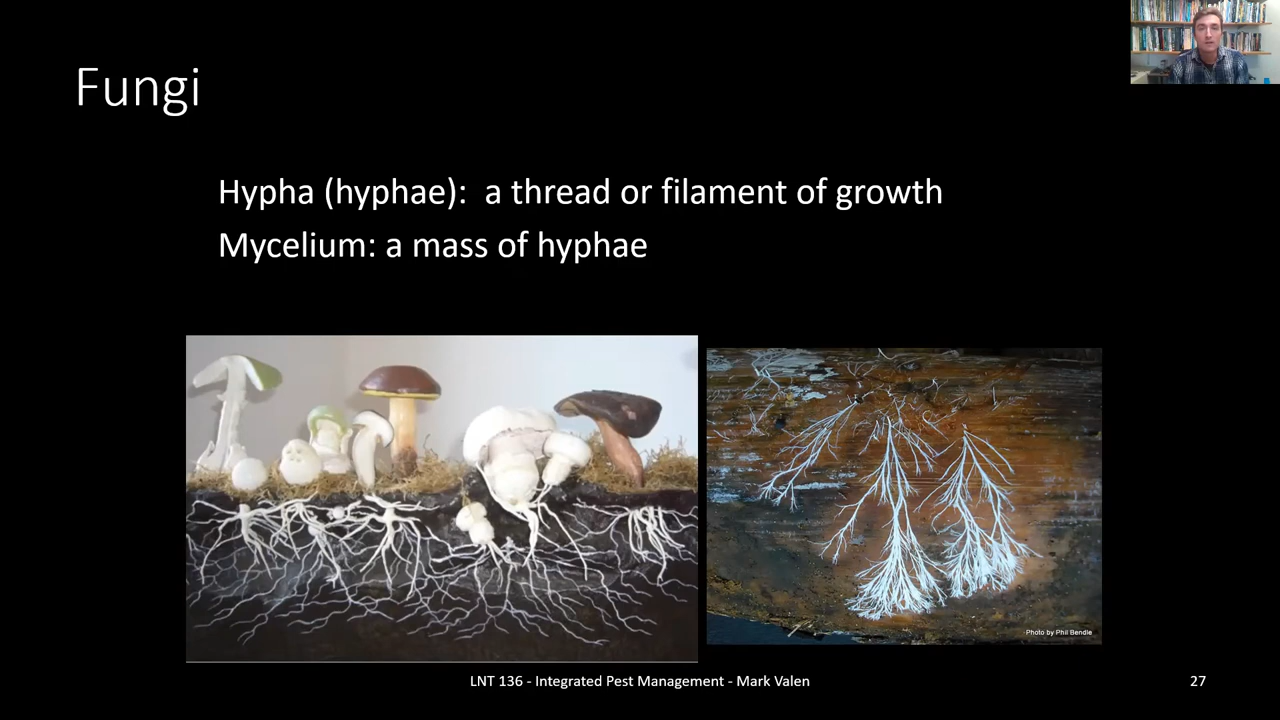 Fungi
Hypha (hyphae):  a thread or filament of growth
Mycelium: a mass of hyphae
Photo by Phil Bendle
LNT 136 - Integrated Pest Management - Mark Valen
27